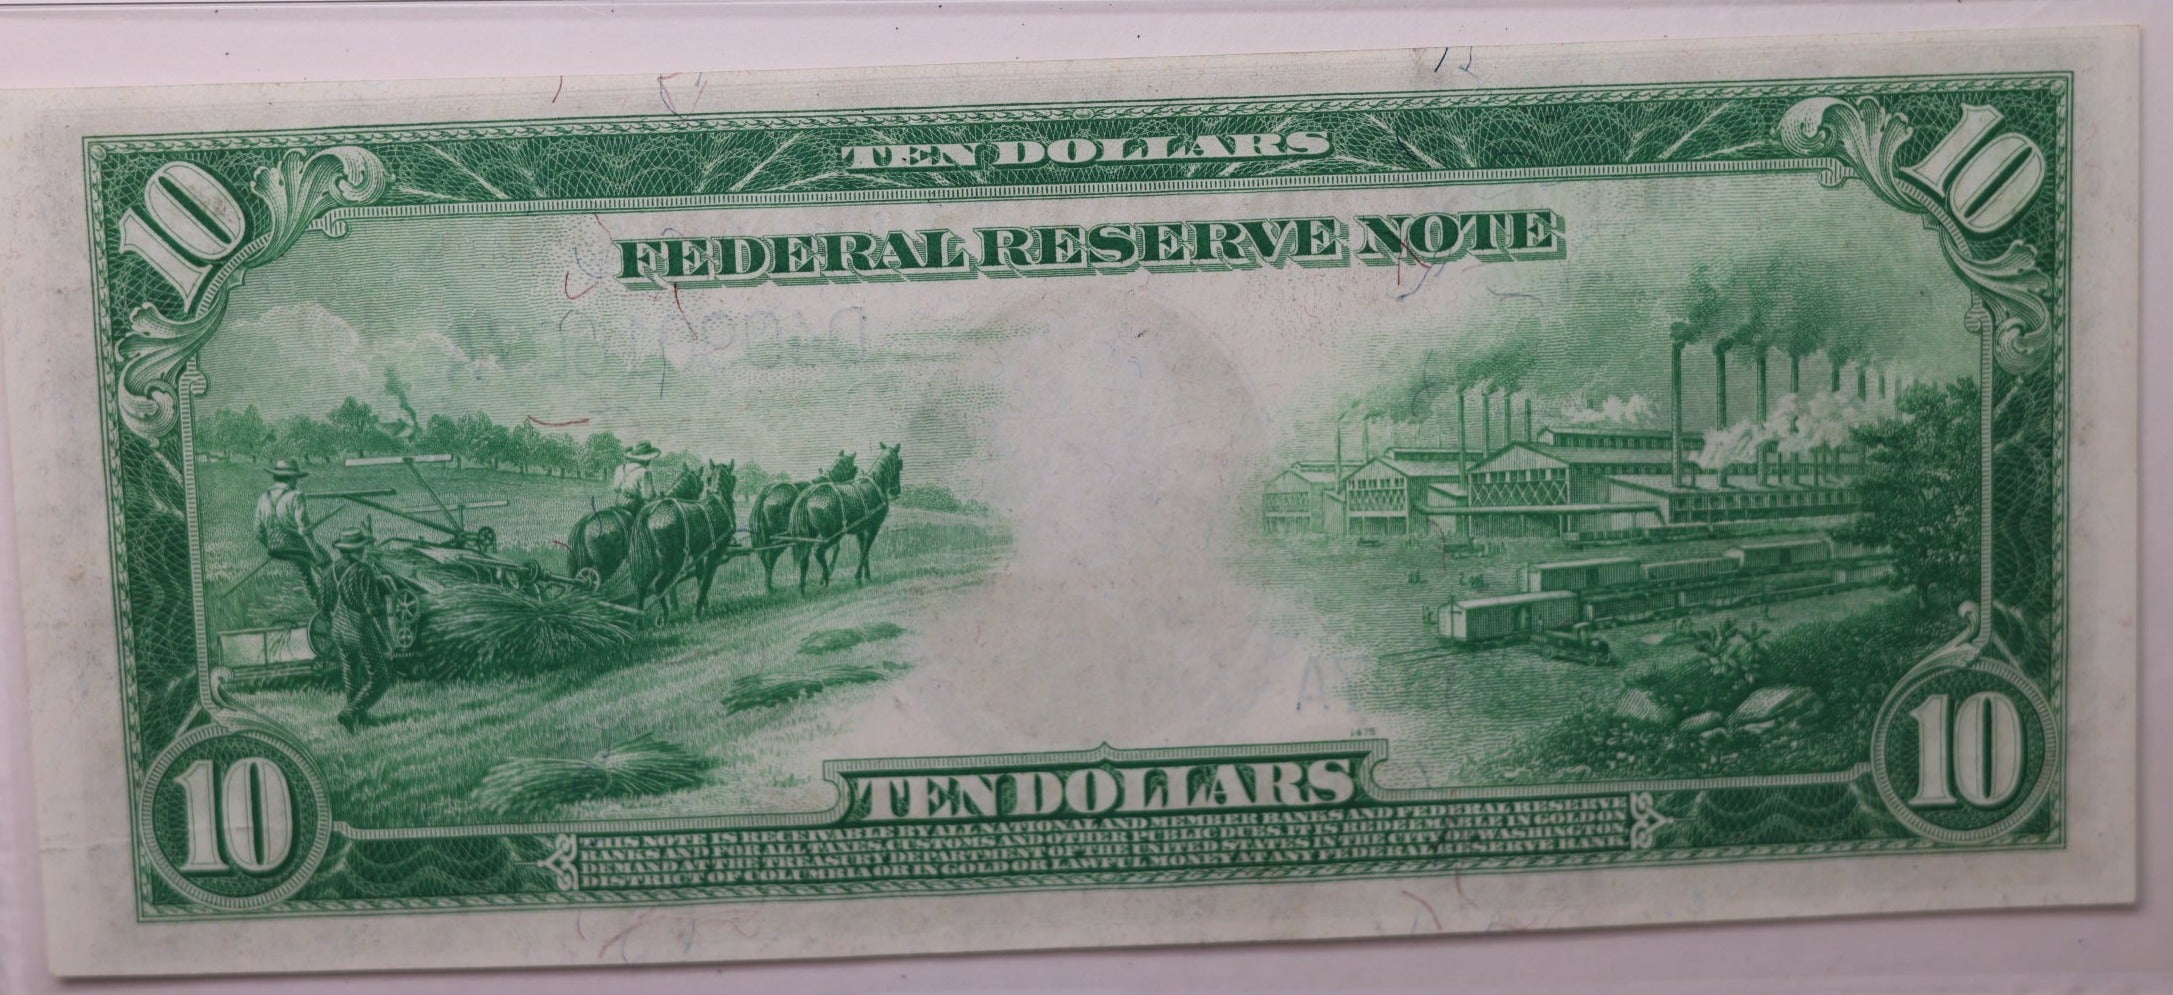 10 TEN DOLLARS 10
FEDERAL RESERVE NOTE
1475
TEN DOLLARS
THIS NOTE IS RECEIVABLE BY ALL NATIONAL AND MEMBER BANKS AND FEDERAL RESERVE
BANKS AND FOR ALL TAXES, CUSTOMS AND OTHER PUBLIC DUES. IT IS REDEEMABLE IN GOLD ON
DEMAND AT THE TREASURY DEPARTMENT OF THE UNITED STATES IN THE CITY OF WASHINGTON
DISTRICT OF COLUMBIA OR IN GOLD OR LAWFUL MONEY AT ANY FEDERAL RESERVE BANK
10 10